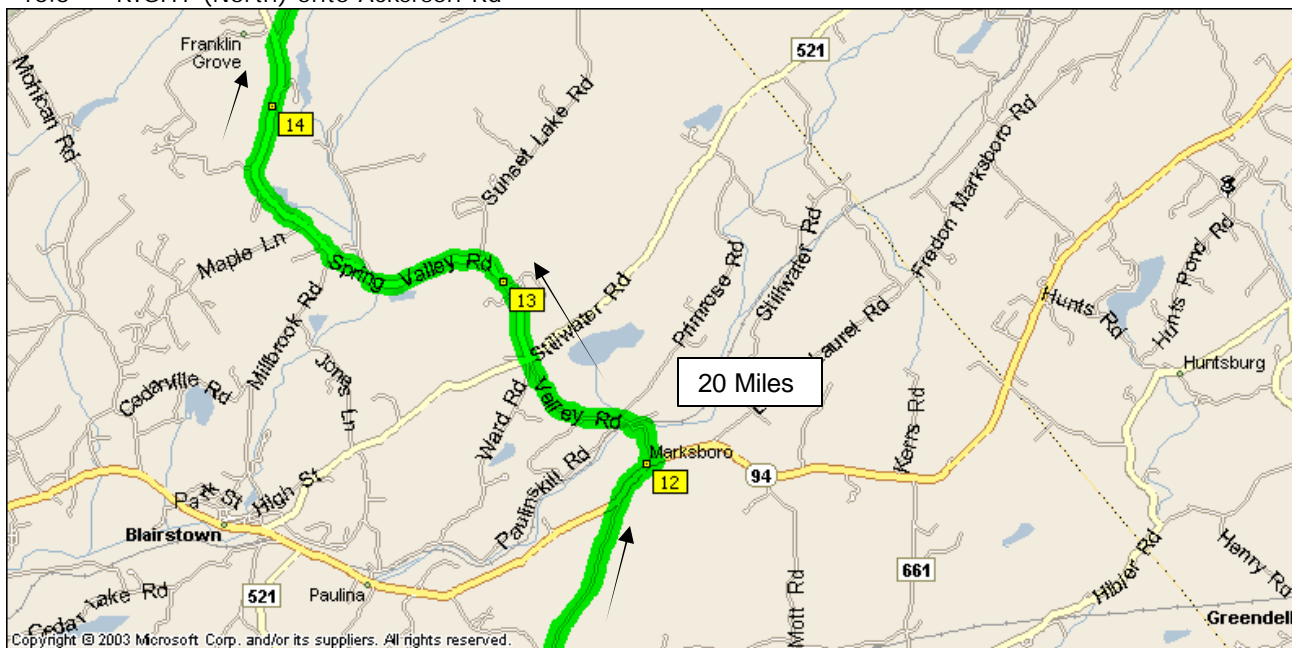 RIGHT (North) onto Ackerson Rd
Franklin
Grove
521
Mohican Rd
14
Sunset Lake Rd
Fredon Marksboro Rd
3
Maple Ln
Spring Valley Rd
13
Stillwater Rd
Primrose Rd
Stillwater Rd
Laurel Rd
Hunts Rd
Hunts Pond Rd
Huntsburg
Millbrook Rd
Jones Ln
Cedarville Rd
20 Miles
Ward Rd
Valley Rd
Kerrs Rd
Marksboro
12
94
Paulinskill Rd
Park St
High St
Blairstown
661
Henry Rd
Hibler Rd
Mott Rd
521
Paulina
Cedar Lake Rd
Greendell
Copyright © 2003 Microsoft Corp. and/or its suppliers. All rights reserved.